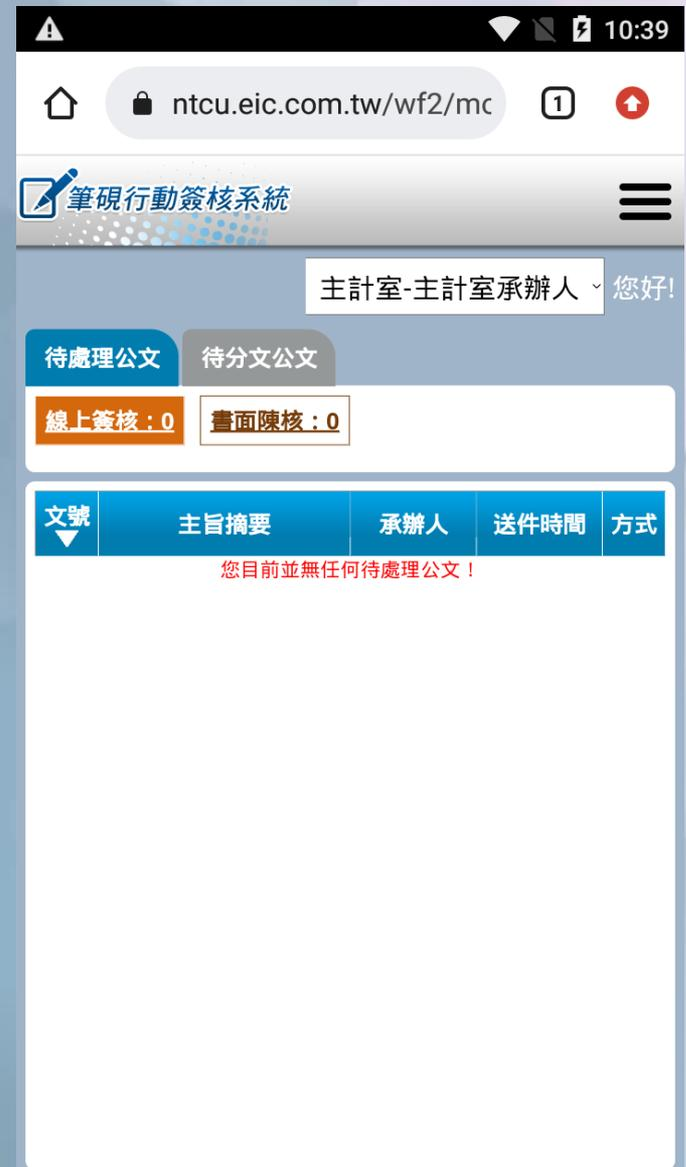 10:39
1
ntcu.eic.com.tw/wf2/mc
筆硯行動簽核系統
主計室-主計室承辦人 您好!
待處理公文 待分文公文
線上簽核：0 書面陳核：0
文號 主旨摘要 承辦人 送件時間 方式
您目前並無任何待處理公文！